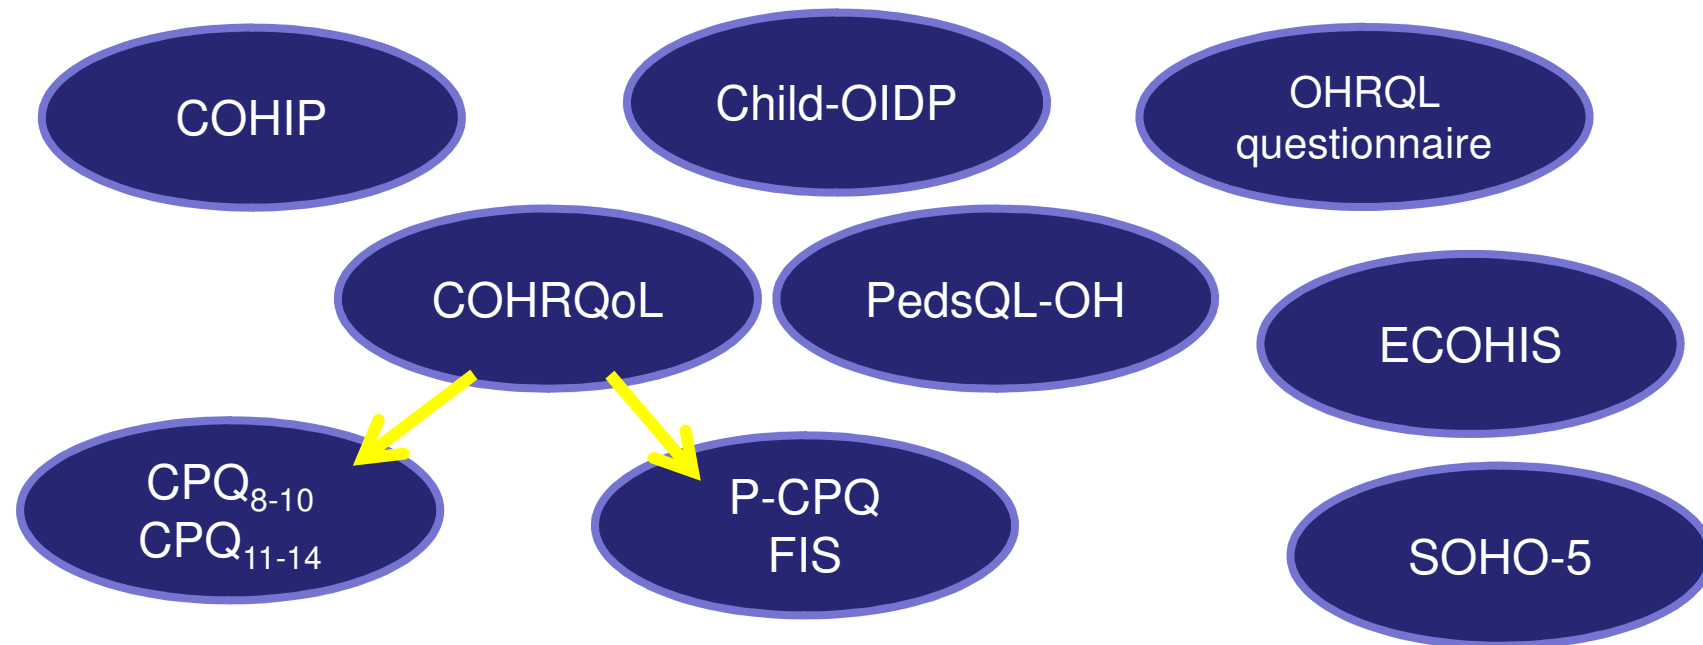 COHIP
Child-OIDP
OHRQL
questionnaire
COHRQoL
PedsQL-OH
ECOHIS
CPQ8-10
CPQ11-14
P-CPQ
FIS
SOHO-5